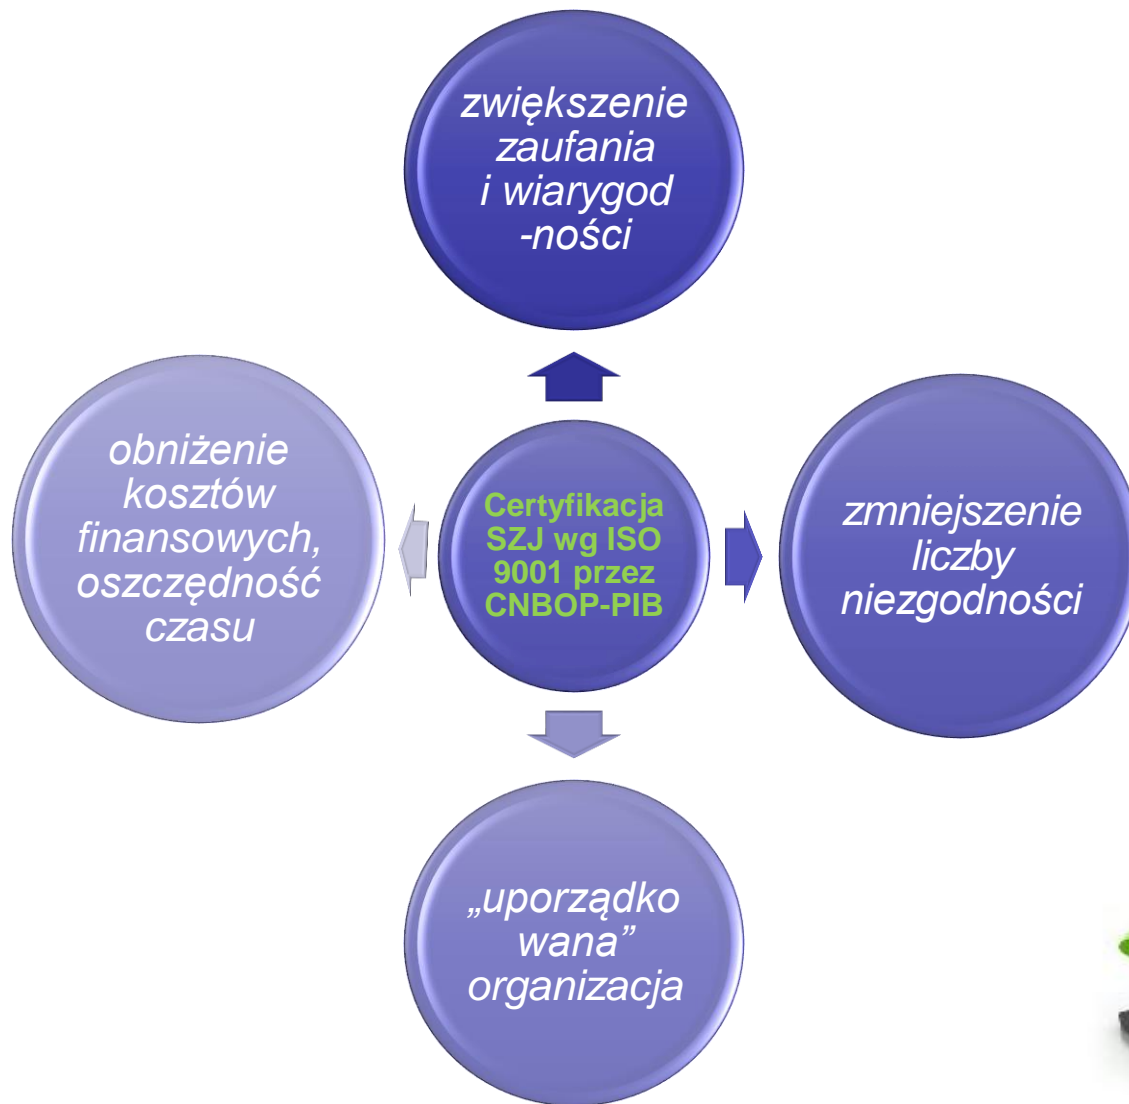 zwiększenie
zaufania
i wiarygod
-ności
obniżenie
kosztów
finansowych,
oszczędność
czasu
Certyfikacja
SZJ wg ISO
9001 przez
CNBOP-PIB
zmniejszenie
liczby
niezgodności
„uporządko
wana”
organizacja